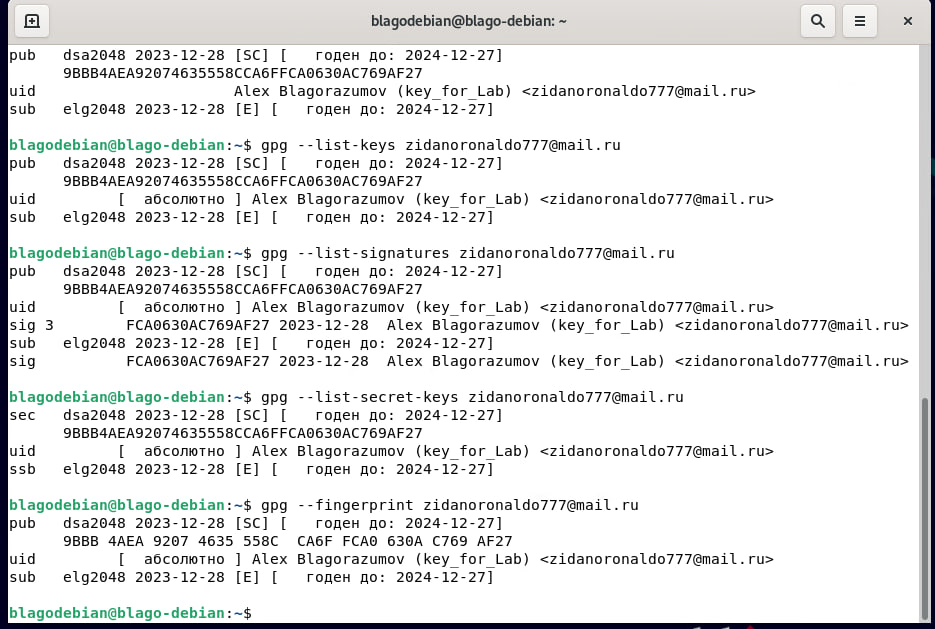 blagodebian@blago-debian: ~
pub   dsa2048 2023-12-28 [SC] [   годен до: 2024-12-27]
      9BBB4AEA92074635558CCA6FFCA0630AC769AF27
uid                      Alex Blagorazumov (key_for_Lab) <zidanoronaldo777@mail.ru>
sub   elg2048 2023-12-28 [E] [   годен до: 2024-12-27]

blagodebian@blago-debian:~$ gpg --list-keys zidanoronaldo777@mail.ru
pub   dsa2048 2023-12-28 [SC] [   годен до: 2024-12-27]
      9BBB4AEA92074635558CCA6FFCA0630AC769AF27
uid         [  абсолютно ] Alex Blagorazumov (key_for_Lab) <zidanoronaldo777@mail.ru>
sub   elg2048 2023-12-28 [E] [   годен до: 2024-12-27]

blagodebian@blago-debian:~$ gpg --list-signatures zidanoronaldo777@mail.ru
pub   dsa2048 2023-12-28 [SC] [   годен до: 2024-12-27]
      9BBB4AEA92074635558CCA6FFCA0630AC769AF27
uid         [  абсолютно ] Alex Blagorazumov (key_for_Lab) <zidanoronaldo777@mail.ru>
sig 3        FCA0630AC769AF27 2023-12-28  Alex Blagorazumov (key_for_Lab) <zidanoronaldo777@mail.ru>
sub   elg2048 2023-12-28 [E] [   годен до: 2024-12-27]
sig          FCA0630AC769AF27 2023-12-28  Alex Blagorazumov (key_for_Lab) <zidanoronaldo777@mail.ru>

blagodebian@blago-debian:~$ gpg --list-secret-keys zidanoronaldo777@mail.ru
sec   dsa2048 2023-12-28 [SC] [   годен до: 2024-12-27]
      9BBB4AEA92074635558CCA6FFCA0630AC769AF27
uid         [  абсолютно ] Alex Blagorazumov (key_for_Lab) <zidanoronaldo777@mail.ru>
ssb   elg2048 2023-12-28 [E] [   годен до: 2024-12-27]

blagodebian@blago-debian:~$ gpg --fingerprint zidanoronaldo777@mail.ru
pub   dsa2048 2023-12-28 [SC] [   годен до: 2024-12-27]
      9BBB 4AEA 9207 4635 558C  CA6F FCA0 630A C769 AF27
uid         [  абсолютно ] Alex Blagorazumov (key_for_Lab) <zidanoronaldo777@mail.ru>
sub   elg2048 2023-12-28 [E] [   годен до: 2024-12-27]

blagodebian@blago-debian:~$